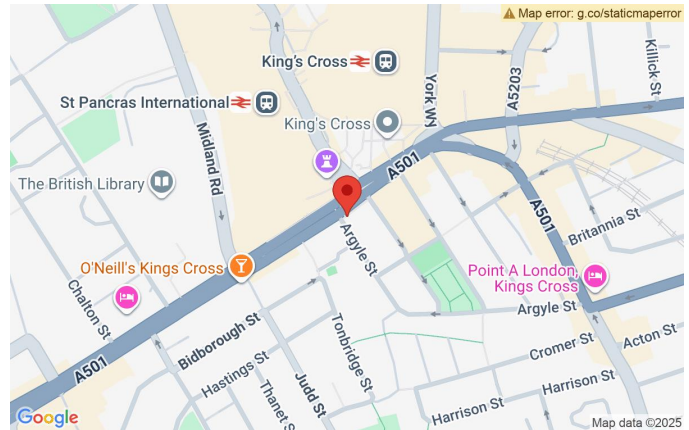 Map error: g.co/staticmaperror
King's Cross
Killick St
York Wy
A5203
St Pancras International
King's Cross
Midland Rd
A501
The British Library
A501
Britannia St
Argyle St
O'Neill's Kings Cross
Point A London,
Kings Cross
Chalton St
Argyle St
Bidborough St
Tonbridge St
Acton St
Cromer St
A501
Hastings St
Judd St
Harrison St
Thanet St
Harrison St
Google
Map data ©2025